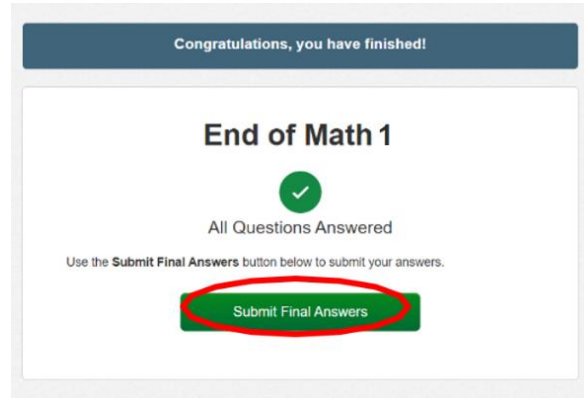 Congratulations, you have finished!
End of Math 1
All Questions Answered
Use the Submit Final Answers button below to submit your answers.
Submit Final Answers